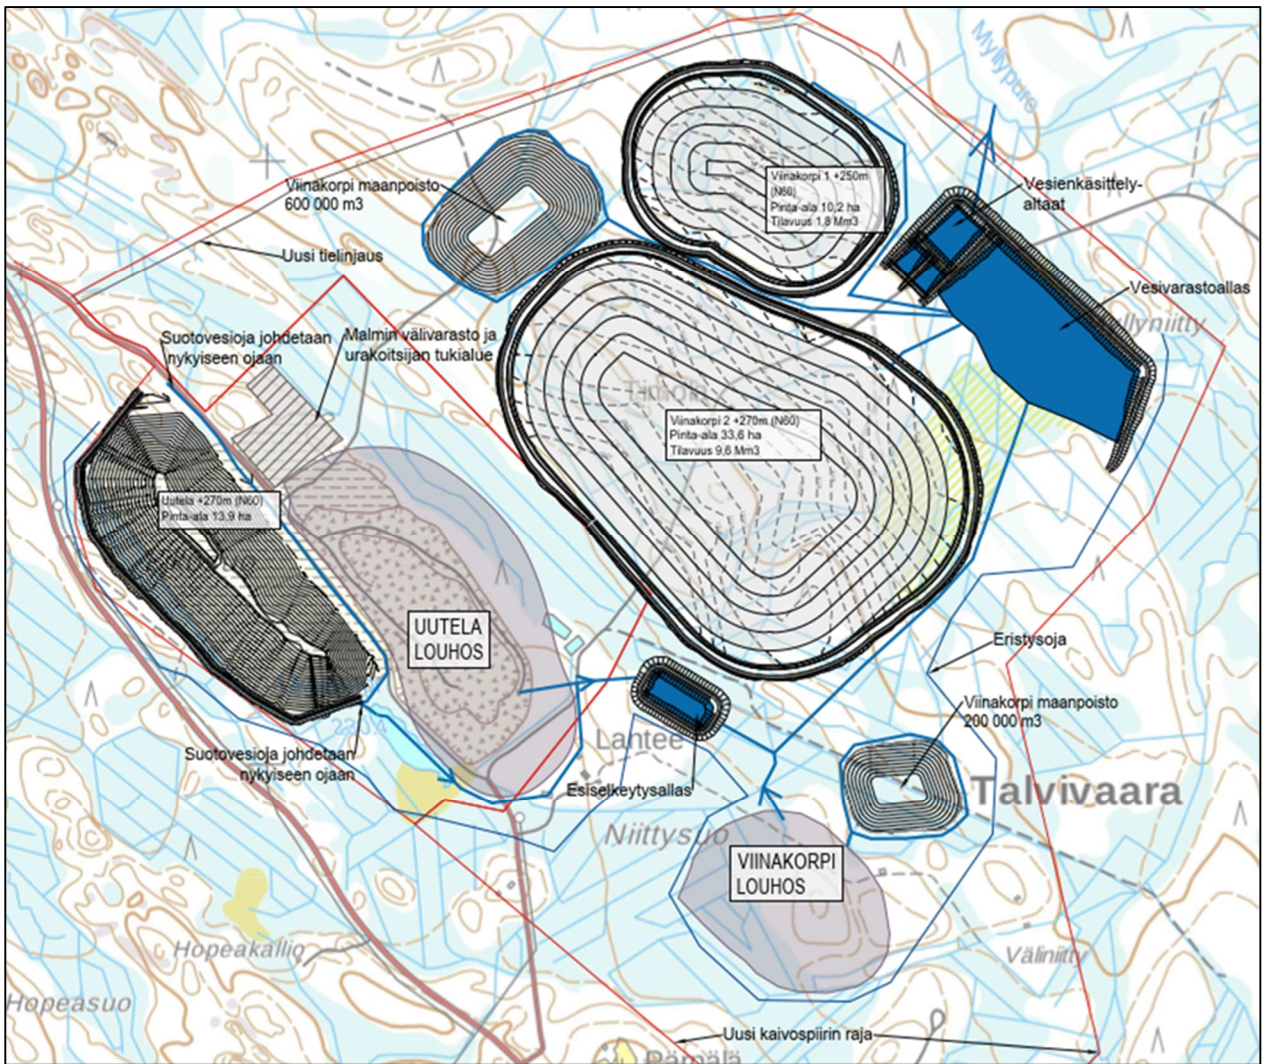 Myllypuro
Viinakorpi maanpoisto
600 000 m3
Viinakorpi 1 +250m
(N60)
Pinta-ala 10,2 ha
Tilavuus 1,8 Mm3
Vesienkäsittely-
altaat
Uusi tielinjaus
Vesivarastoallas
Suotovesioja johdetaan
nykyiseen ojaan
Malmin välivarasto ja
urakoitsijan tukialue
Viinakorpi 2 +270m (N60)
Pinta-ala 33,6 ha
Tilavuus 9,6 Mm3
Uutela +270m (N60)
Pinta-ala 13,9 ha
UUTELA
LOUHOS
Eristysoja
Viinakorpi maanpoisto
200 000 m3
Lahtee
Suotovesioja johdetaan
nykyiseen ojaan
Esiselkeytysallas
Talvivaara
Niittysuo
VIINAKORPI
LOUHOS
Hopeakallio
Väliniitty
Hopeasuo
Uusi kaivospiirin raja